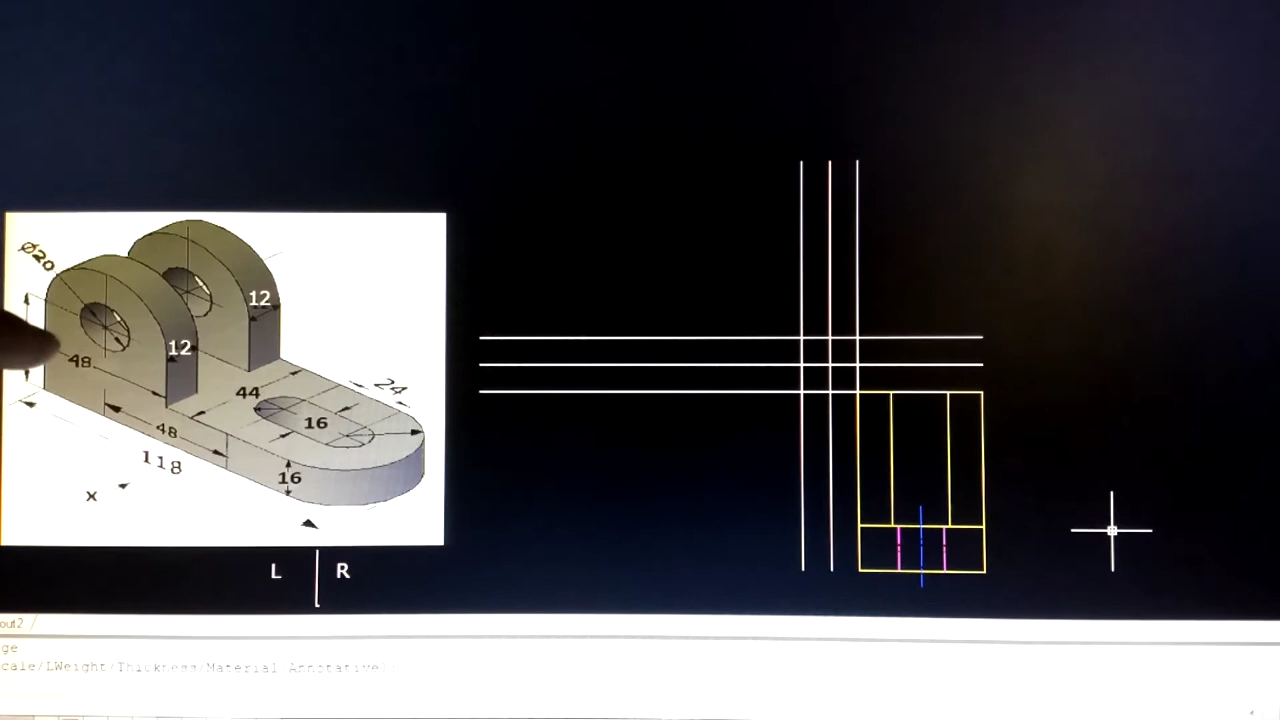 Ø20
12
12
48
44
24
16
48
118
16
x
L R
out2
ge
cale/LWeight/Thickness/Material Annotative):